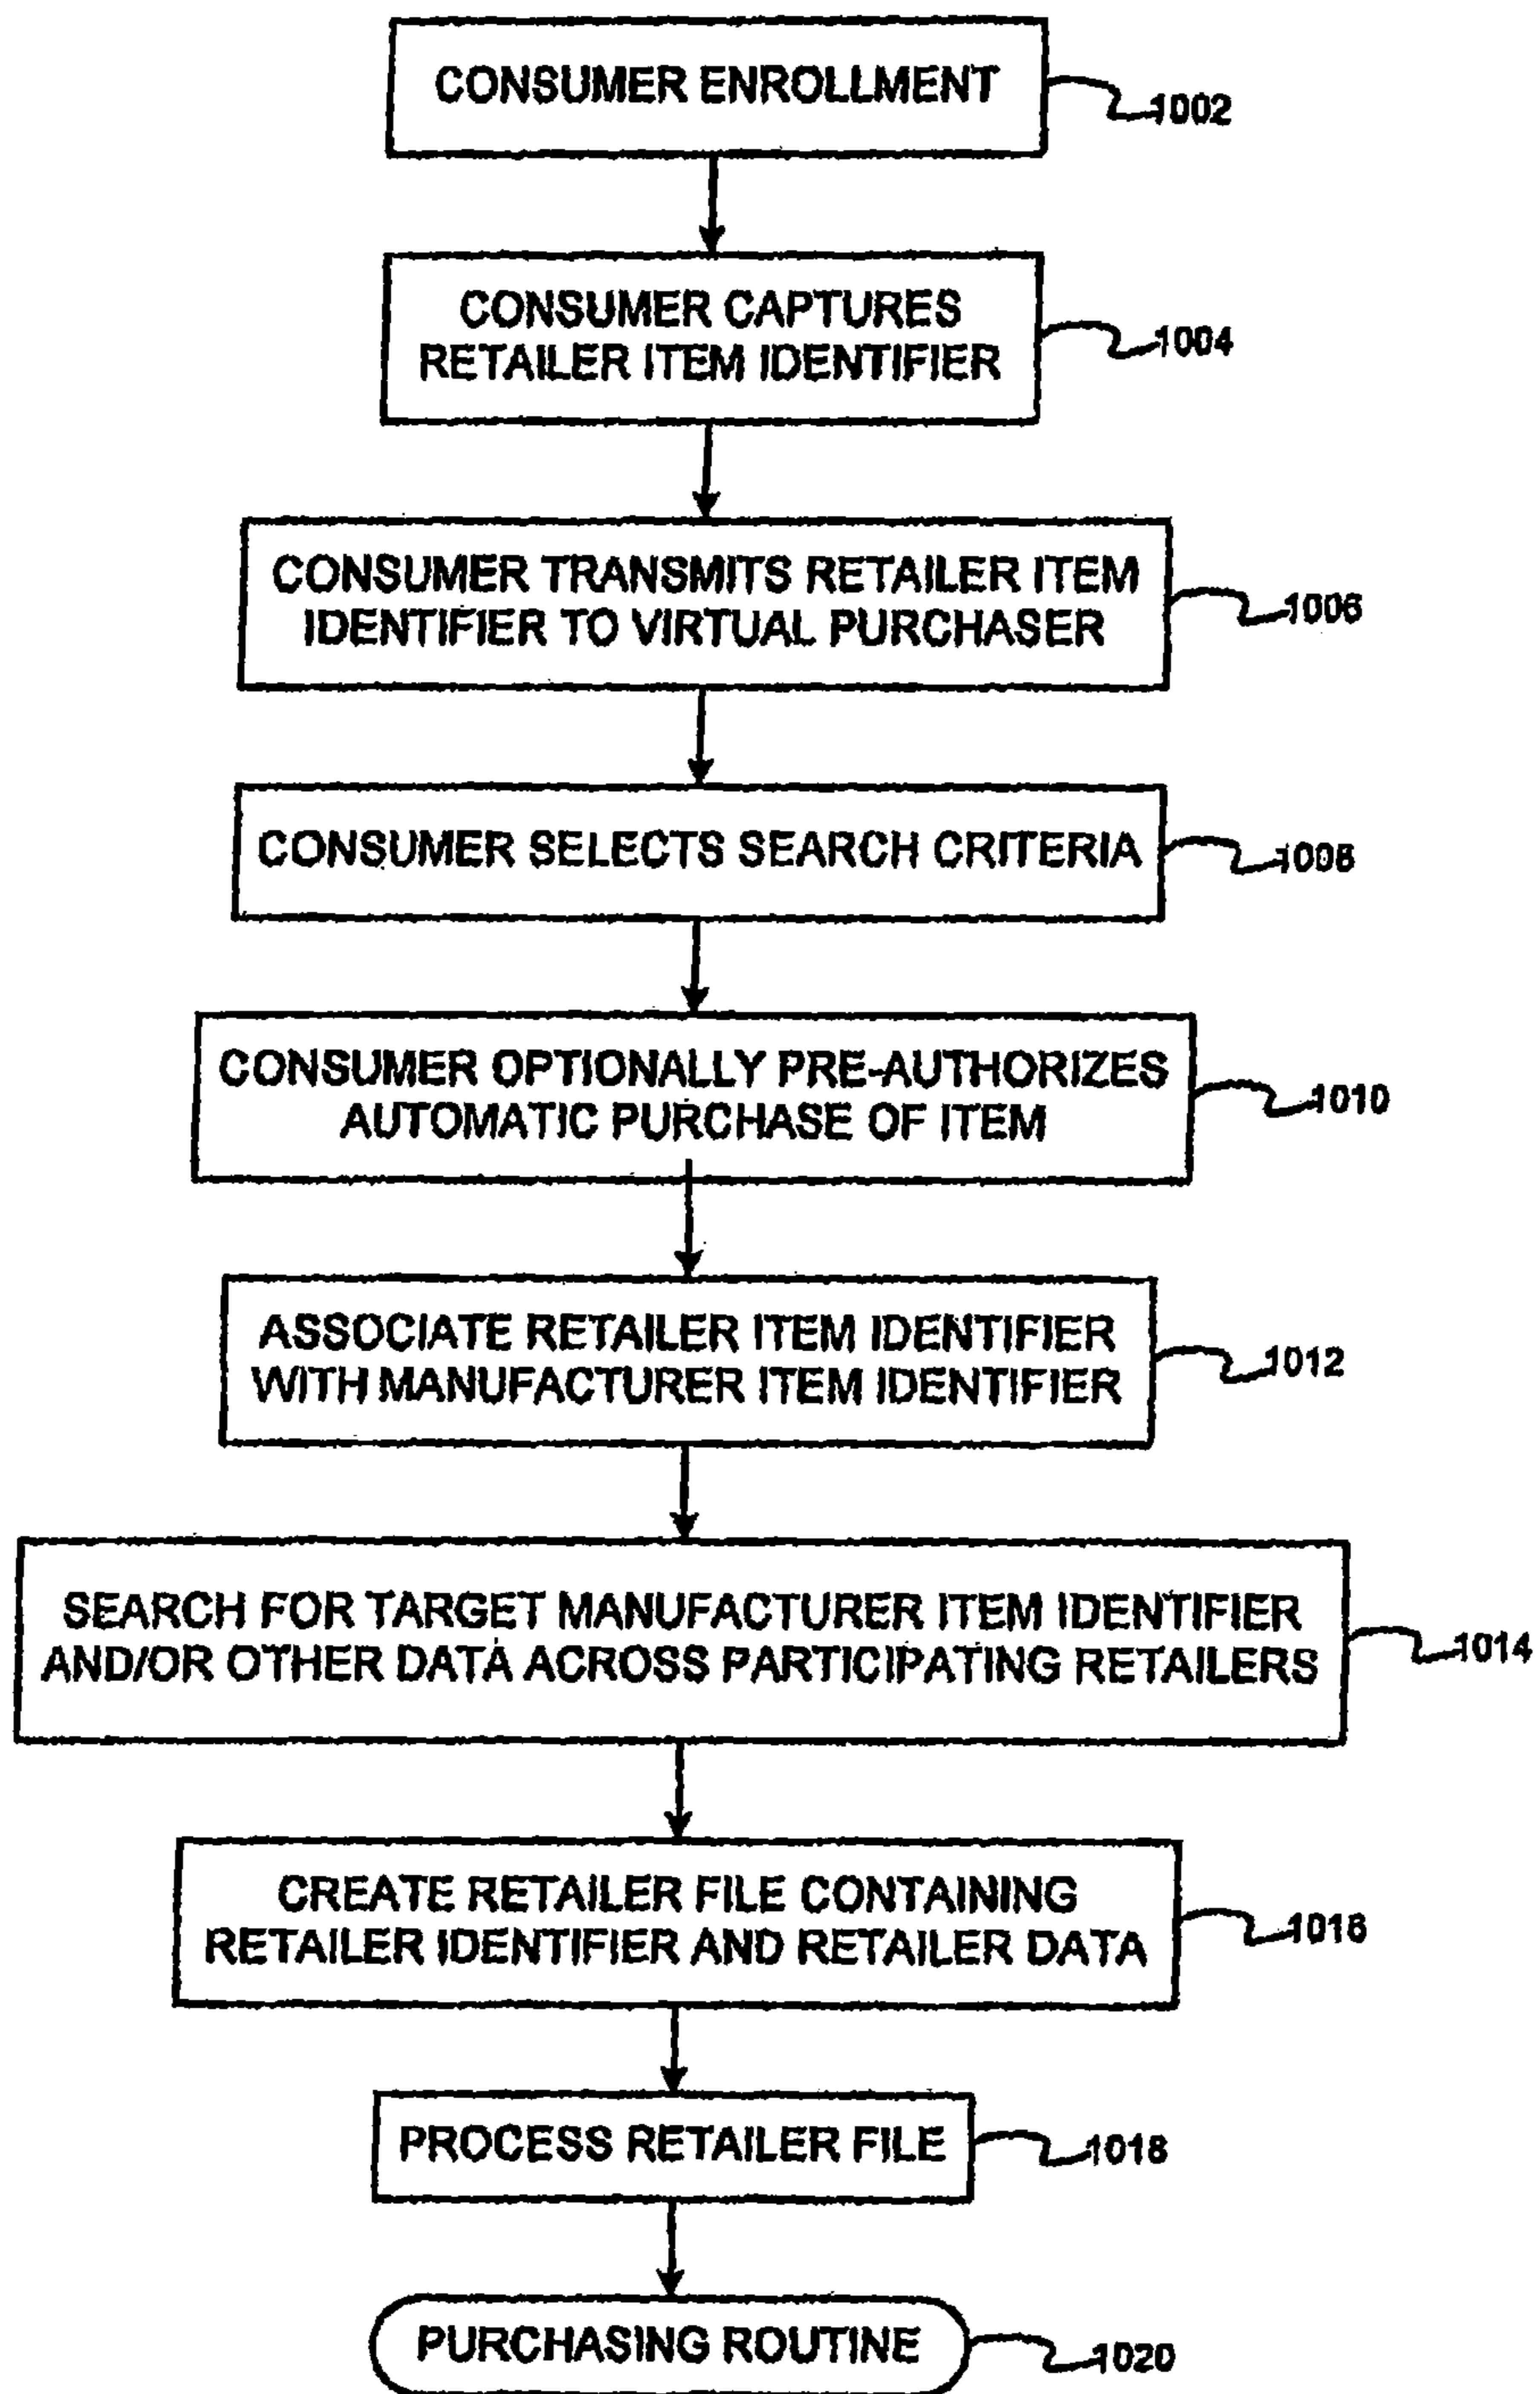 CONSUMER ENROLLMENT
1002
CONSUMER CAPTURES
RETAILER ITEM IDENTIFIER
1004
CONSUMER TRANSMITS RETAILER ITEM
IDENTIFIER TO VIRTUAL PURCHASER
1006
CONSUMER SELECTS SEARCH CRITERIA
1008
CONSUMER OPTIONALLY PRE-AUTHORIZES
AUTOMATIC PURCHASE OF ITEM
1010
ASSOCIATE RETAILER ITEM IDENTIFIER
WITH MANUFACTURER ITEM IDENTIFIER
1012
SEARCH FOR TARGET MANUFACTURER ITEM IDENTIFIER
AND/OR OTHER DATA ACROSS PARTICIPATING RETAILERS
1014
CREATE RETAILER FILE CONTAINING
RETAILER IDENTIFIER AND RETAILER DATA
1016
PROCESS RETAILER FILE
1018
PURCHASING ROUTINE
1020